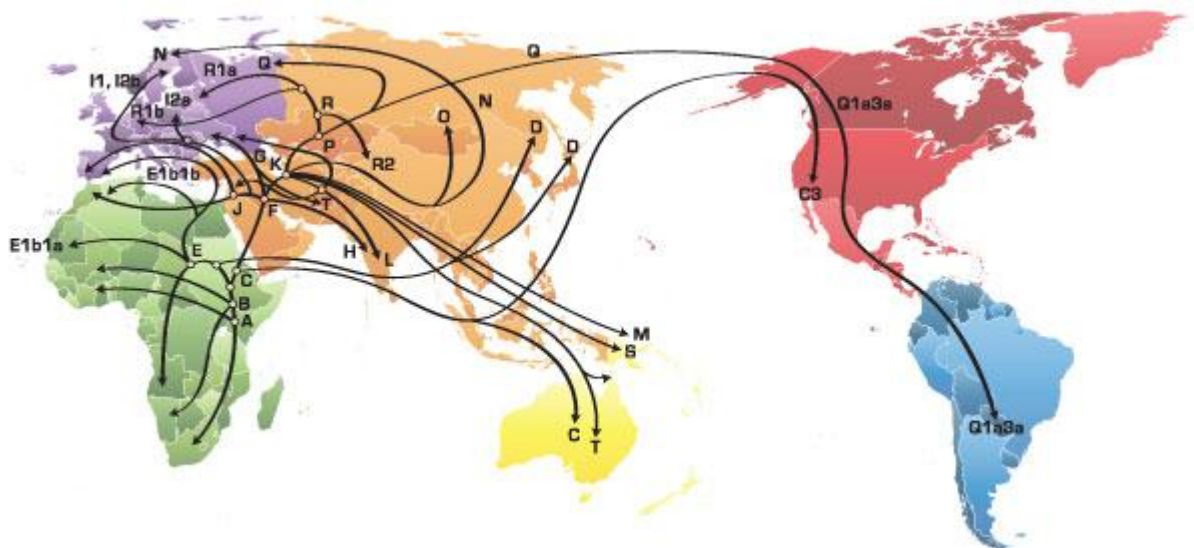 N
Q
Q
I1, I2b
R1a
R1b
I2a
R
O
N
D
Q1a3a
P
D
G
K
R2
E1b1b
C3
J
F
T
E1b1a
E
H
L
C
B
A
M
S
C
T
Q1a3a